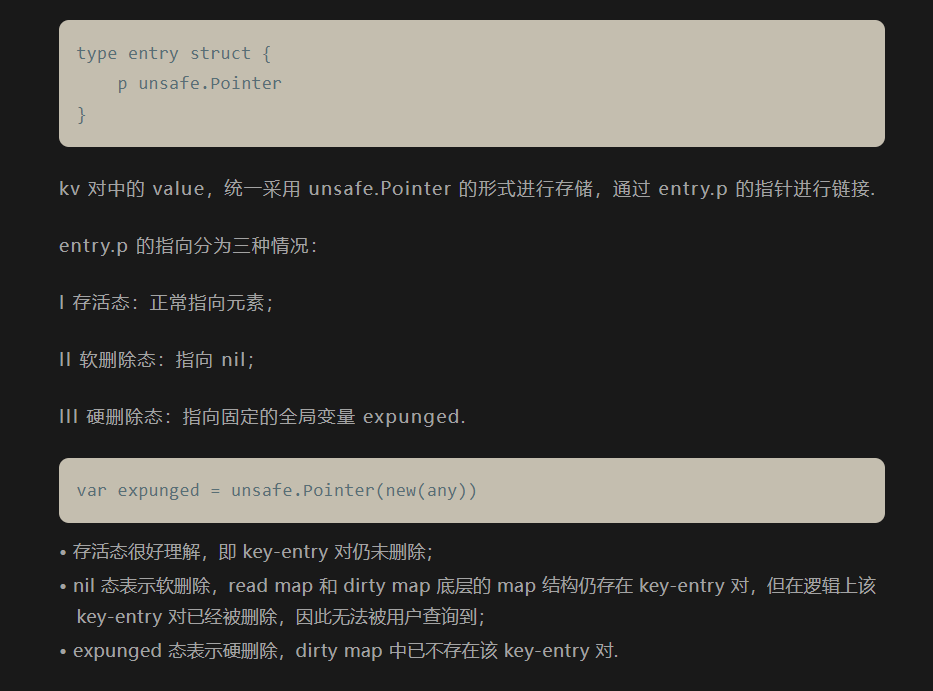 type entry struct {
    p unsafe.Pointer
}
kv 对中的 value，统一采用 unsafe.Pointer 的形式进行存储，通过 entry.p 的指针进行链接.
entry.p 的指向分为三种情况：
I 存活态：正常指向元素；
II 软删除态：指向 nil；
III 硬删除态：指向固定的全局变量 expunged.
var expunged = unsafe.Pointer(new(any))
• 存活态很好理解，即 key-entry 对仍未删除；
• nil 态表示软删除，read map 和 dirty map 底层的 map 结构仍存在 key-entry 对，但在逻辑上该
key-entry 对已经被删除，因此无法被用户查询到；
• expunged 态表示硬删除，dirty map 中已不存在该 key-entry 对.